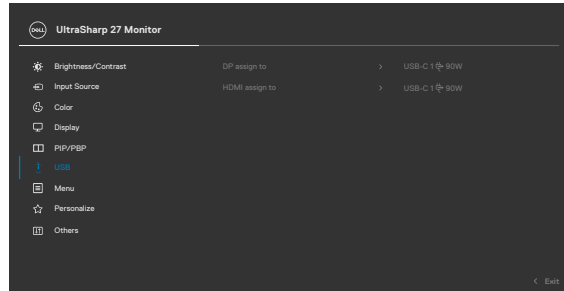 DELL UltraSharp 27 Monitor
Brightness/Contrast DP assign to > USB-C 1 90W
Input Source HDMI assign to > USB-C 1 90W
Color
Display
PIP/PBP
USB
Menu
Personalize
Others
< Exit